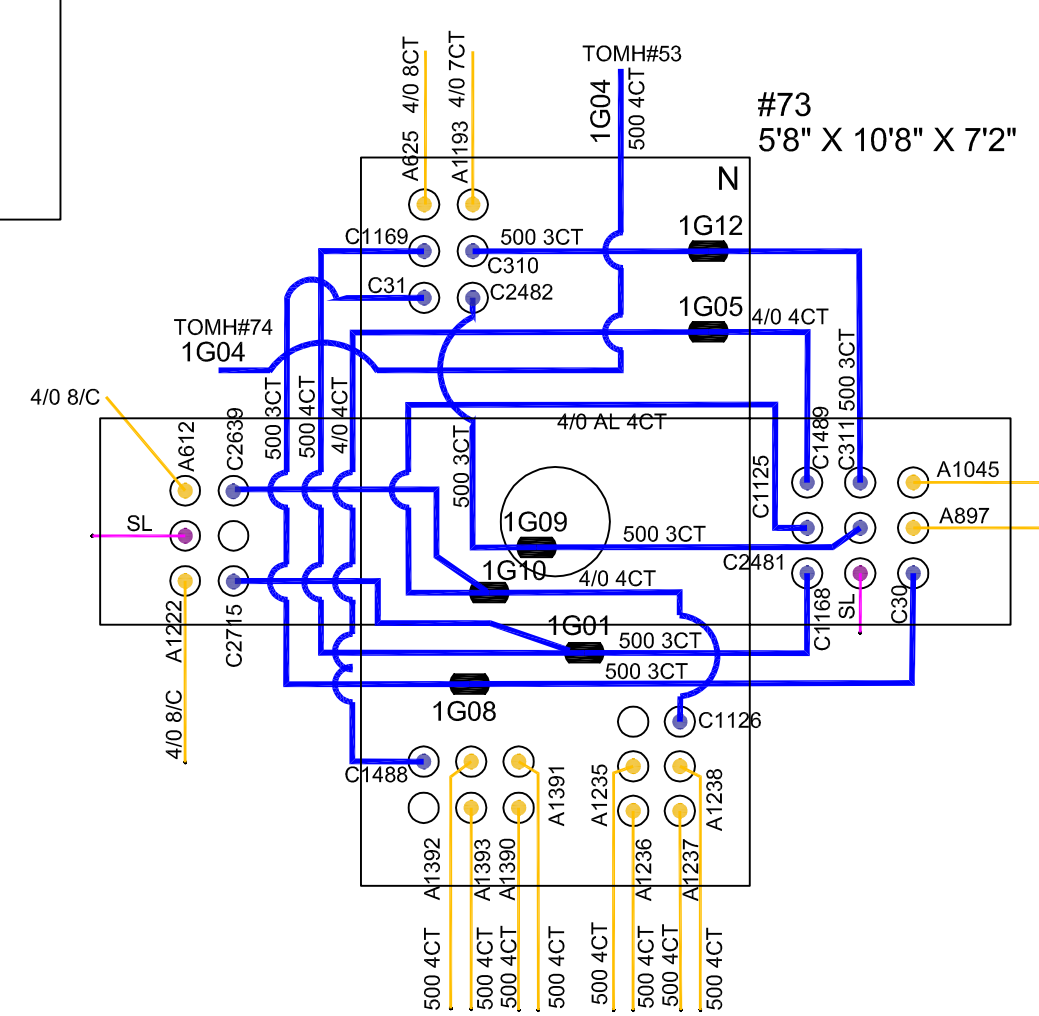 TOMH#53
4/0 8CT
4/0 7CT
1G04
500 4CT
#73
5'8" X 10'8" X 7'2"
A625
A1193
N
C1169
500 3CT
1G12
C310
C31
C2482
1G05
4/0 4CT
TOMH#74
1G04
4/0 8/C
500 3CT
500 4CT
4/0 4CT
500 3CT
4/0 AL 4CT
C1489
C311
500 3CT
A612
C2639
C1125
A1045
SL
1G09
500 3CT
A897
1G10
4/0 4CT
C2481
A1222
C2715
1G01
500 3CT
C1168
SL
C30
500 3CT
1G08
4/0 8/C
C1126
C1488
A1391
A1235
A1238
A1392
A1393
A1390
A1236
A1237
500 4CT
500 4CT
500 4CT
500 4CT
500 4CT
500 4CT
500 4CT
500 4CT